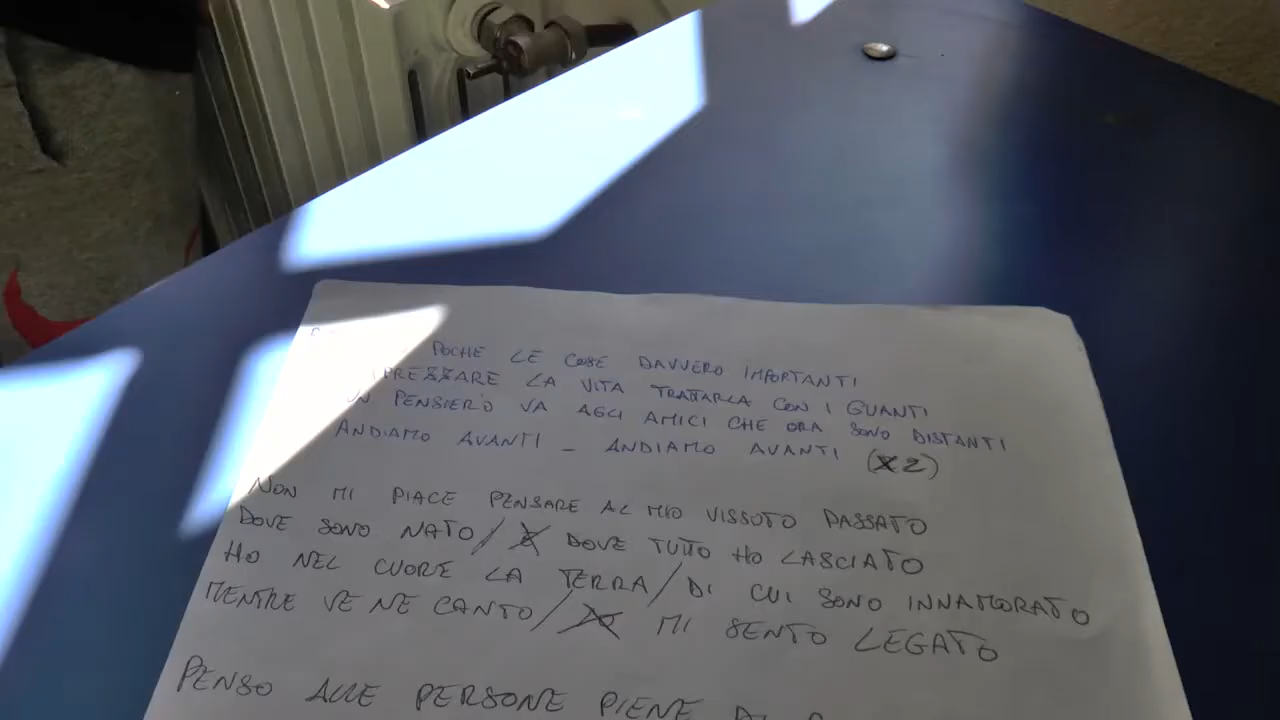 POCHE LE COSE DAVVERO IMPORTANTI
LA VITA TRATTARLA CON I GUANTI
UN PENSIERO VA AGLI AMICI CHE ORA SONO DISTANTI
ANDIAMO AVANTI - ANDIAMO AVANTI (X2)
NON MI PIACE PENSARE AL MIO VISSUTO PASSATO
DOVE SONO NATO / DOVE TUTTO HO LASCIATO
HO NEL CUORE LA TERRA / DI CUI SONO INNAMORATO
MENTRE VE NE CANTO / MI SENTO LEGATO
PENSO ALLE PERSONE PIENE DI